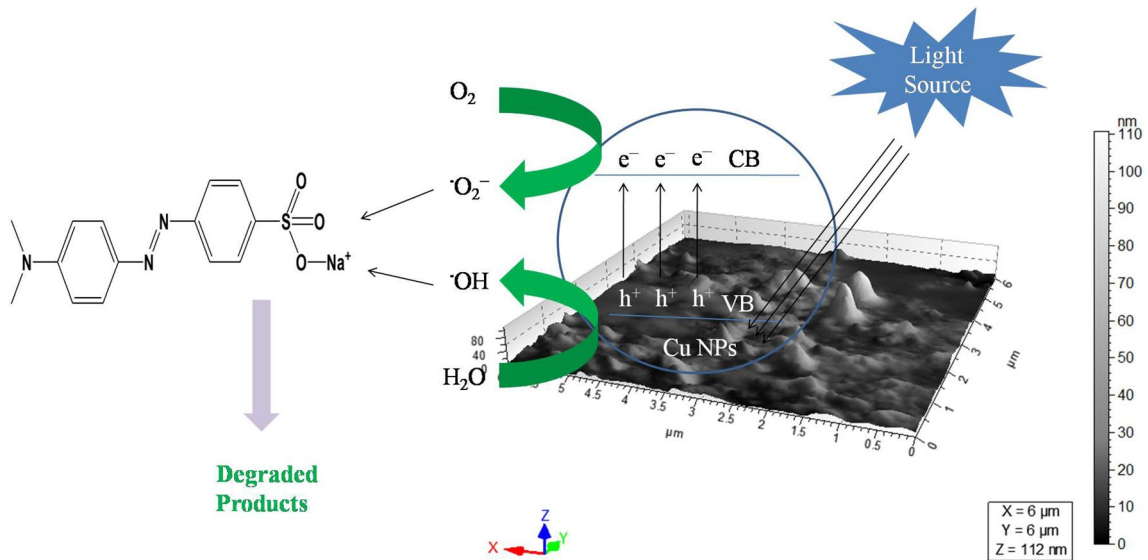 Light
Source
O₂
e⁻ e⁻ e⁻ CB
·O₂⁻
O
S
O
O–Na⁺
N
N
N
·OH
h⁺ h⁺ h⁺ VB
Cu NPs
H₂O
Degraded
Products
nm
110
100
90
80
70
60
50
40
30
20
10
0
80
40
0
5
4.5
4
3.5
3
2.5
2
1.5
1
0.5
0
µm
0
1
2
3
4
5
6
µm
X
Z
Y
X = 6 µm
Y = 6 µm
Z = 112 nm